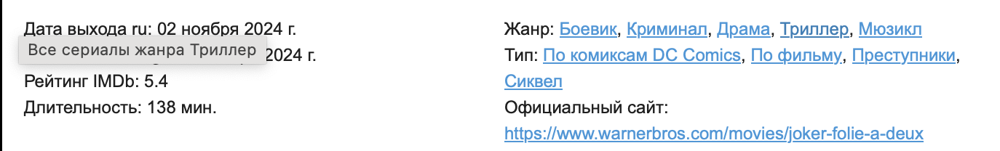 Дата выхода ru: 02 ноября 2024 г.
Все сериалы жанра Триллер
2024 г.
Рейтинг IMDb: 5.4
Длительность: 138 мин.
Жанр: Боевик, Криминал, Драма, Триллер, Мюзикл
Тип: По комиксам DC Comics, По фильму, Преступники,
Сиквел
Официальный сайт:
https://www.warnerbros.com/movies/joker-folie-a-deux